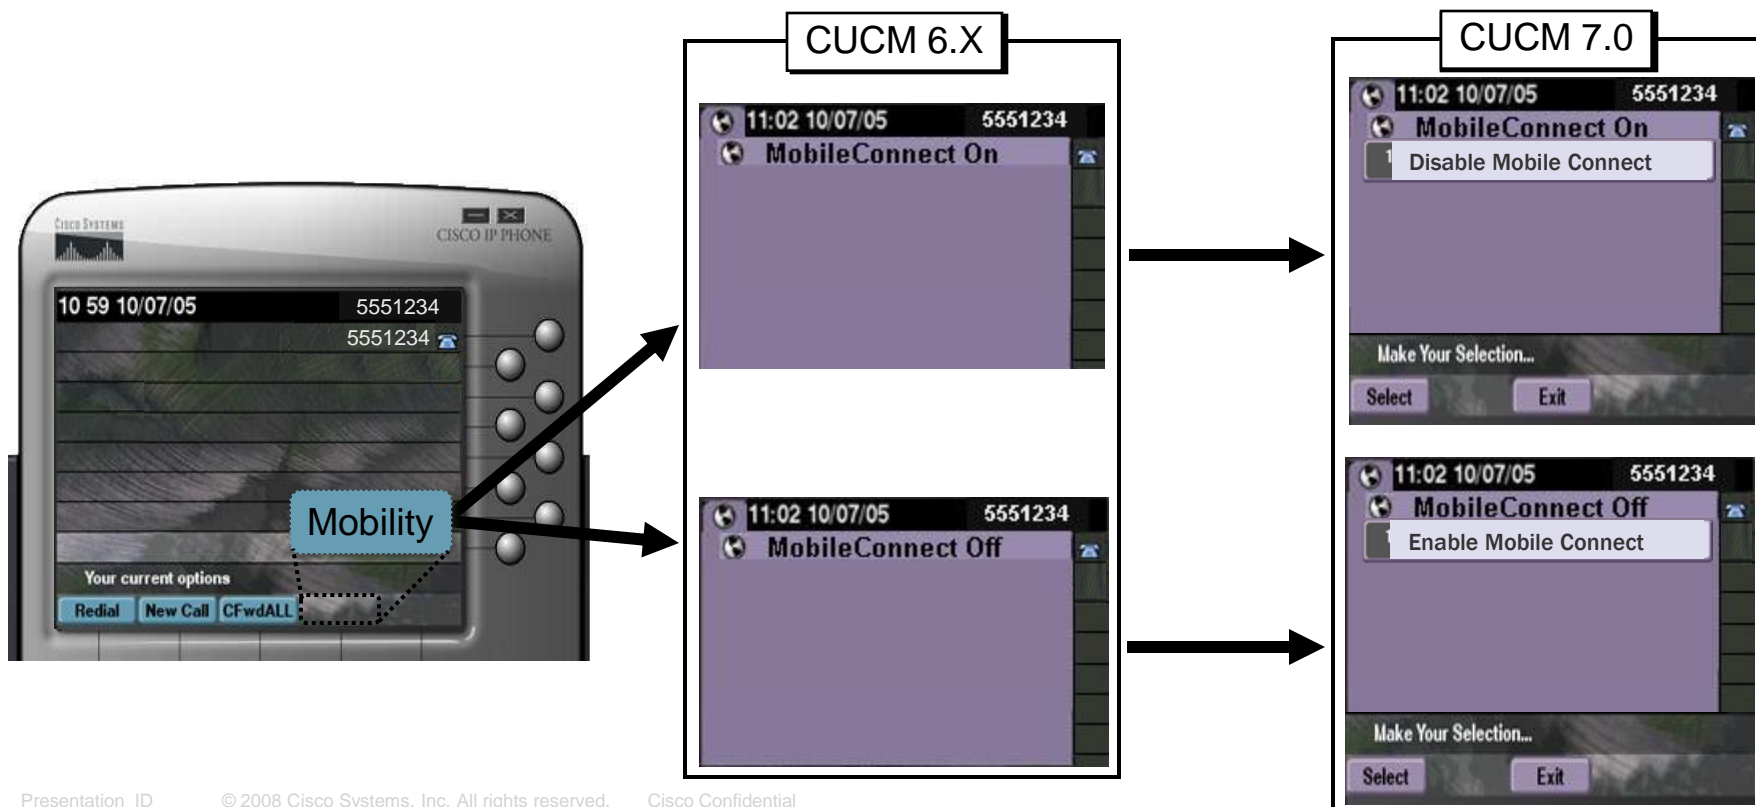 CUCM 6.X
CUCM 7.0
CISCO SYSTEMS
CISCO IP PHONE
10 59 10/07/05 5551234
5551234
Mobility
Your current options
Redial New Call CFwdALL
11:02 10/07/05 5551234
MobileConnect On
11:02 10/07/05 5551234
MobileConnect Off
11:02 10/07/05 5551234
MobileConnect On
1 Disable Mobile Connect
Make Your Selection...
Select Exit
11:02 10/07/05 5551234
MobileConnect Off
1 Enable Mobile Connect
Make Your Selection...
Select Exit
Presentation_ID © 2008 Cisco Systems, Inc. All rights reserved. Cisco Confidential